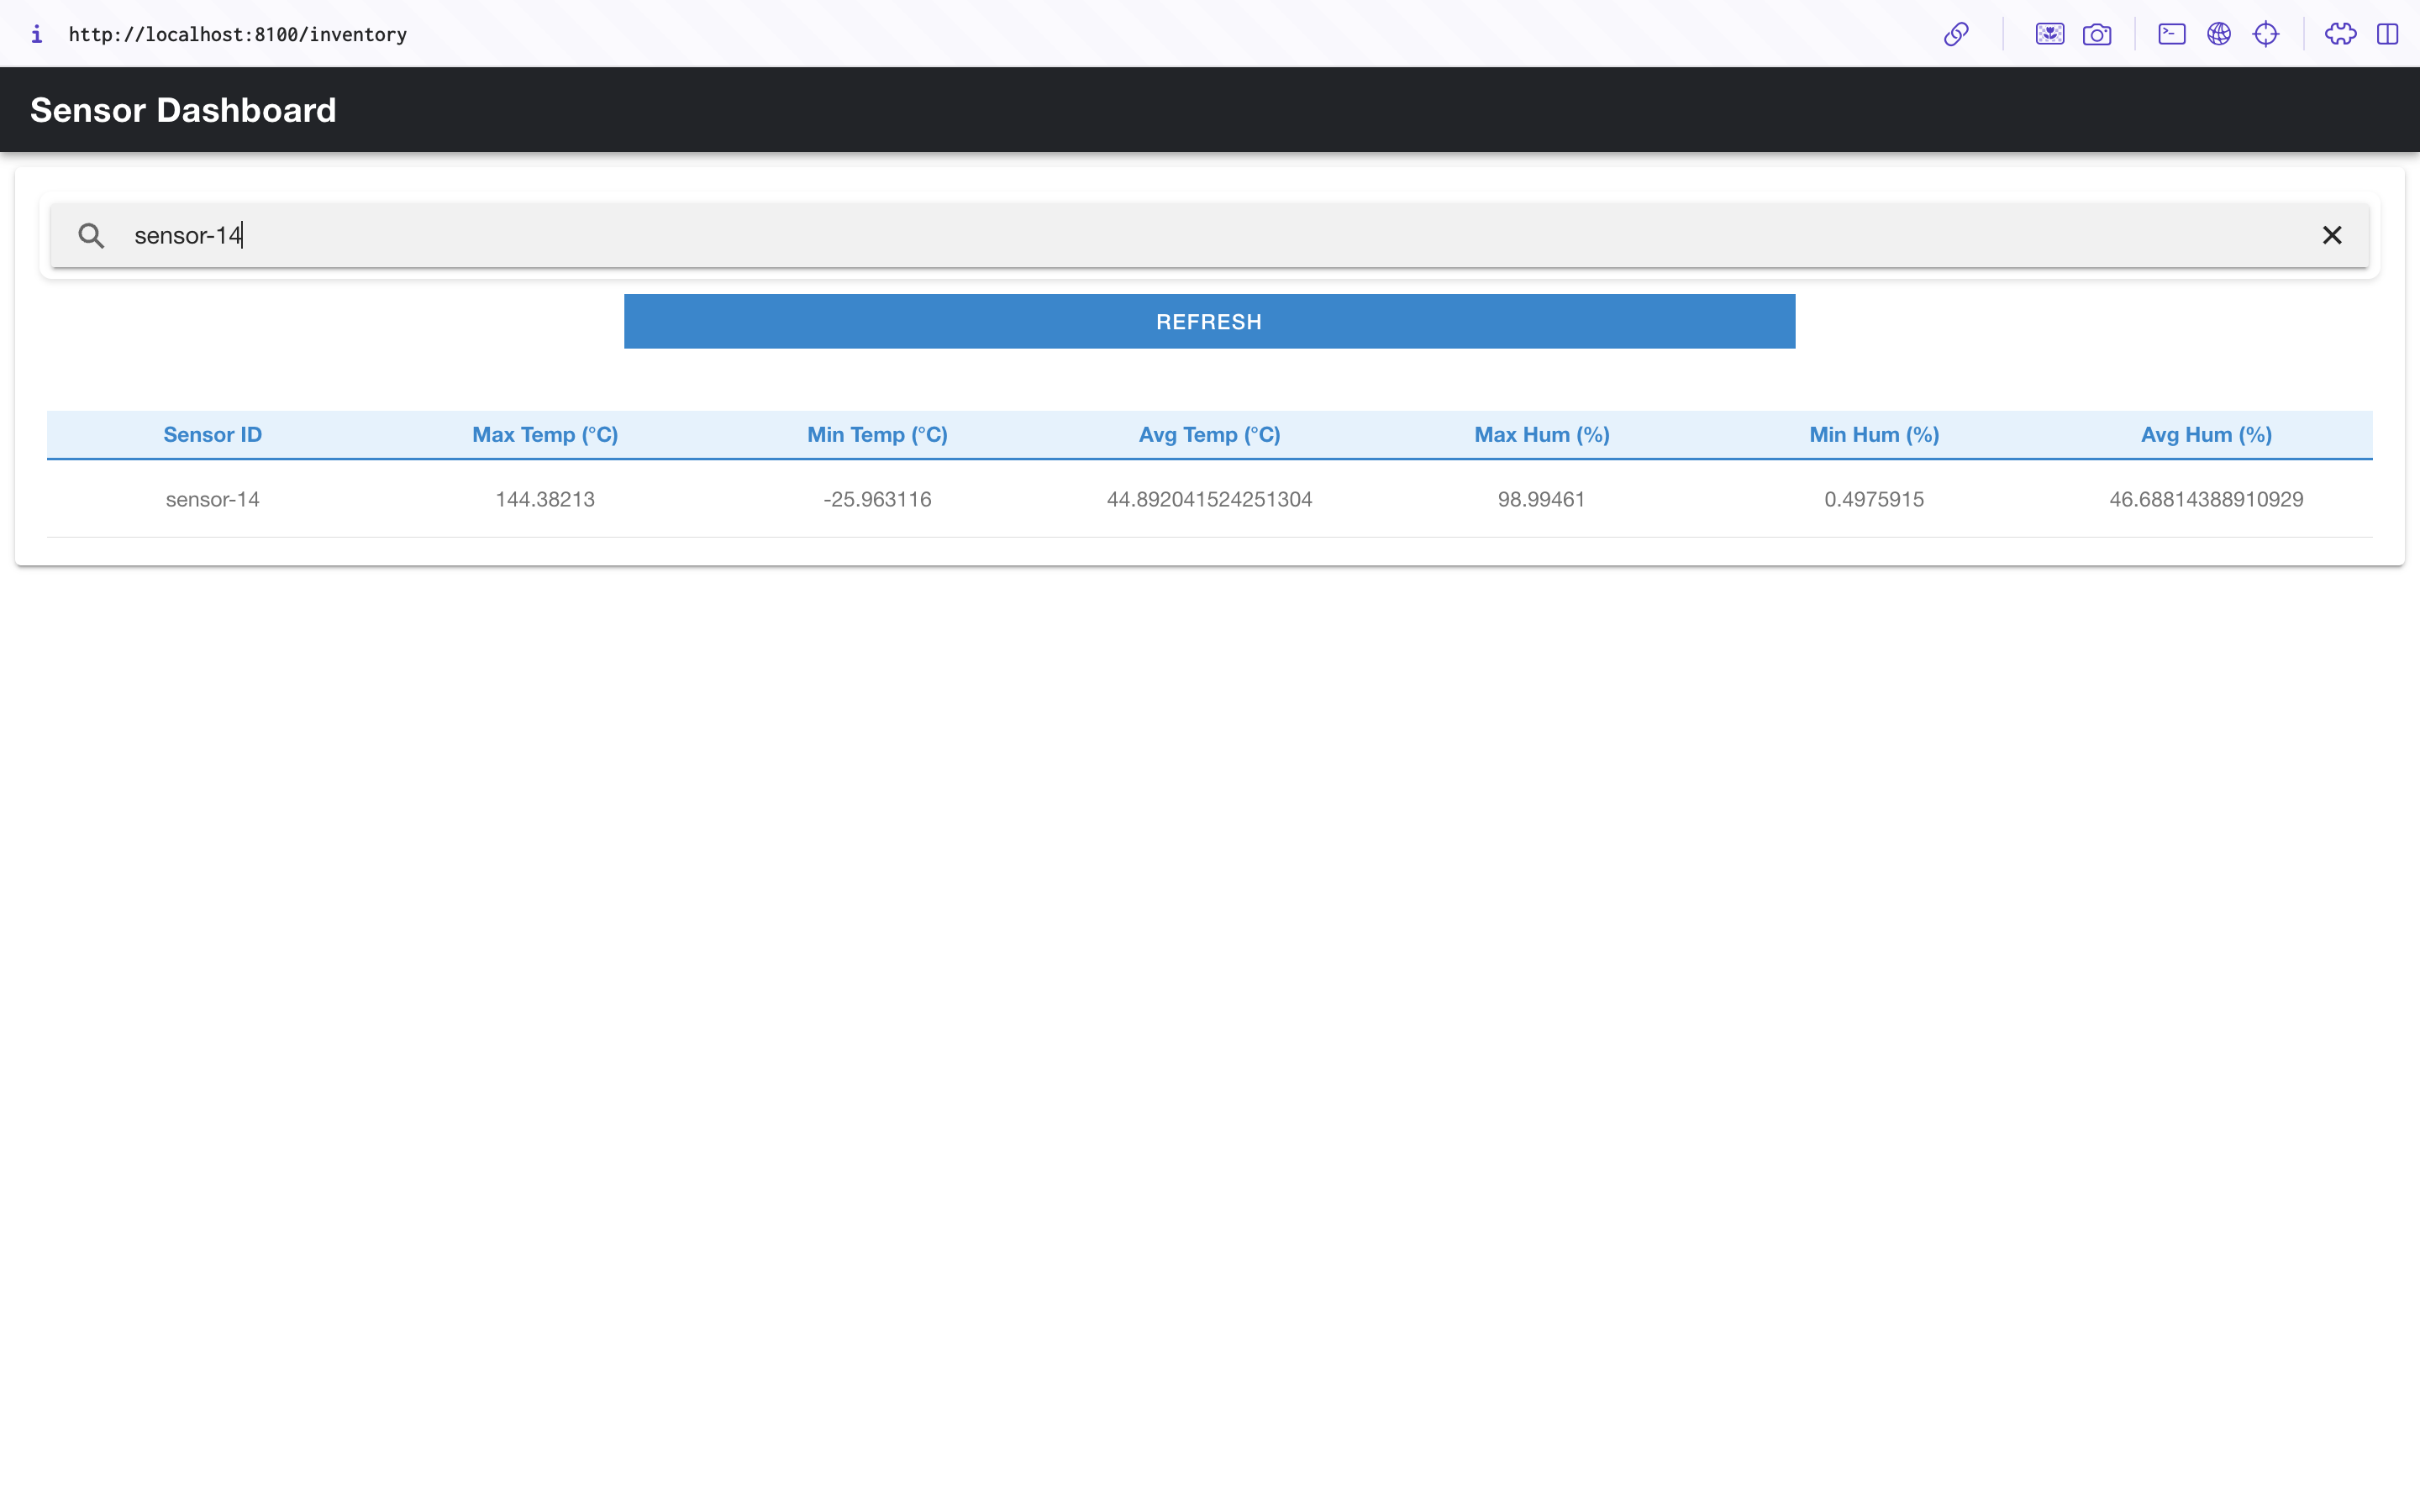 i http://localhost:8100/inventory
Sensor Dashboard
sensor-14
REFRESH
Sensor ID Max Temp (°C) Min Temp (°C) Avg Temp (°C) Max Hum (%) Min Hum (%) Avg Hum (%)
sensor-14 144.38213 -25.963116 44.892041524251304 98.99461 0.4975915 46.68814388910929